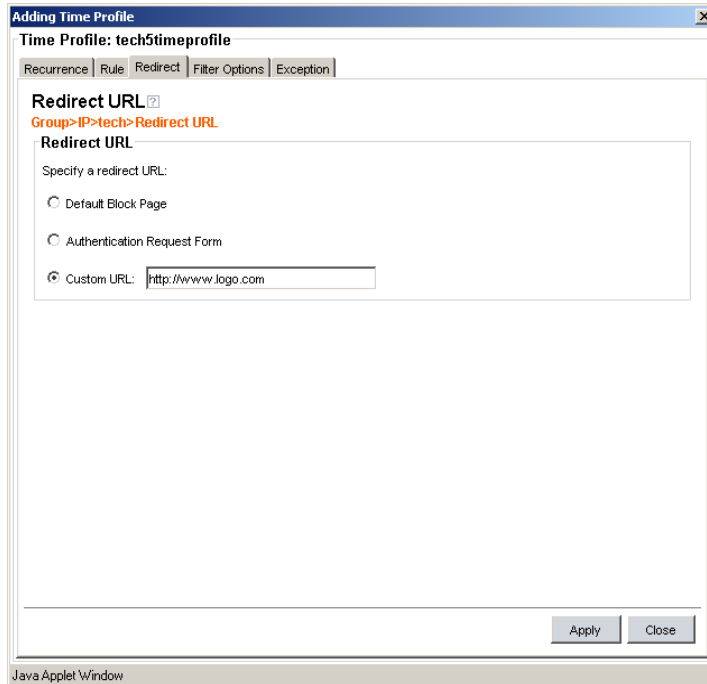 Adding Time Profile
Time Profile: tech5timeprofile
Recurrence Rule Redirect Filter Options Exception
Redirect URL?
Group>IP>tech>Redirect URL
Redirect URL
Specify a redirect URL:
Default Block Page
Authentication Request Form
Custom URL: http://www.logo.com
Apply Close
Java Applet Window